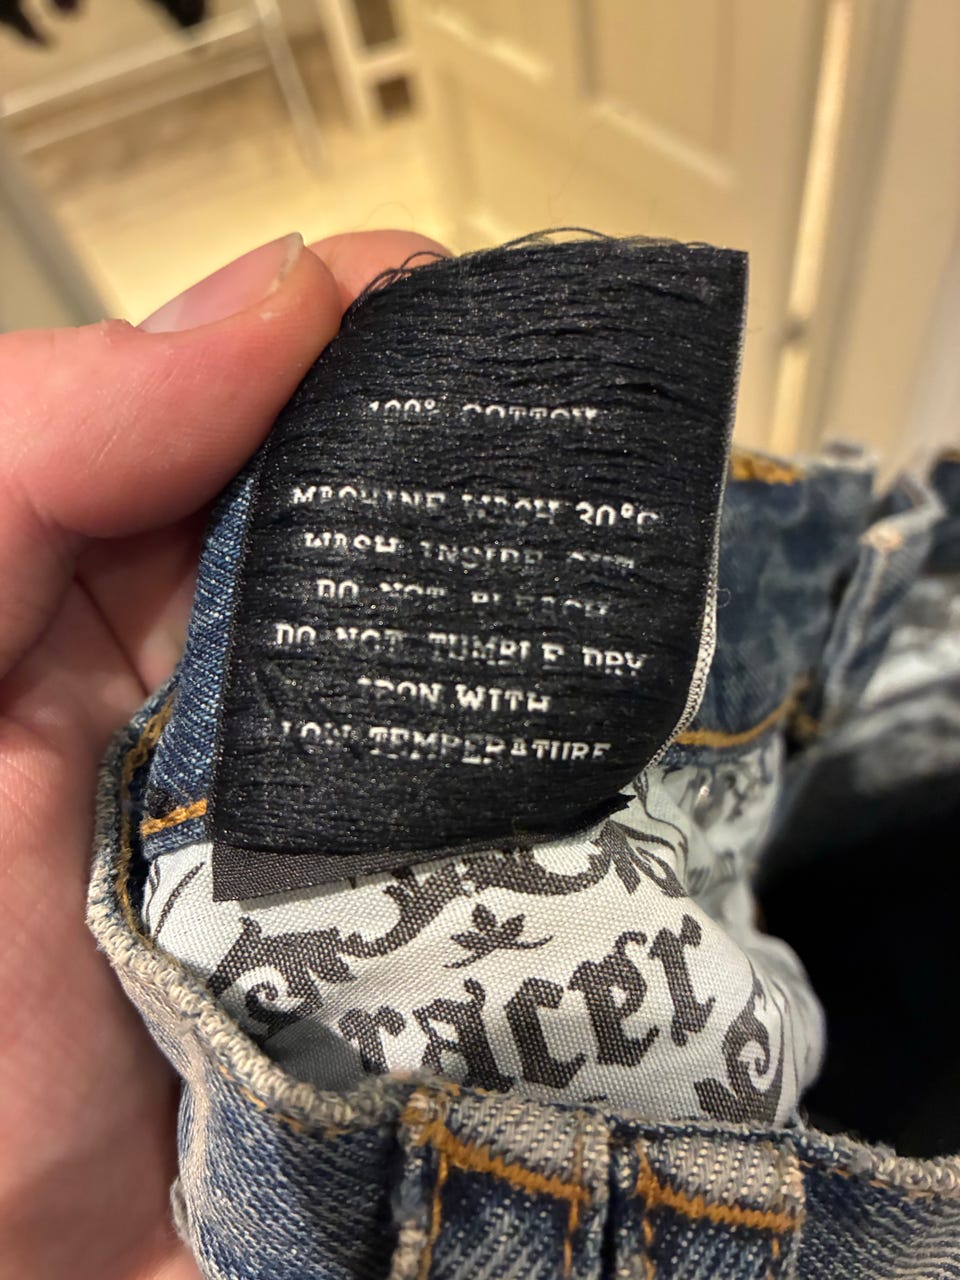 100% COTTON
MACHINE WASH 30°C
WASH INSIDE OUT
DO NOT BLEACH
DO NOT TUMBLE DRY
IRON WITH
LOW TEMPERATURE
racer